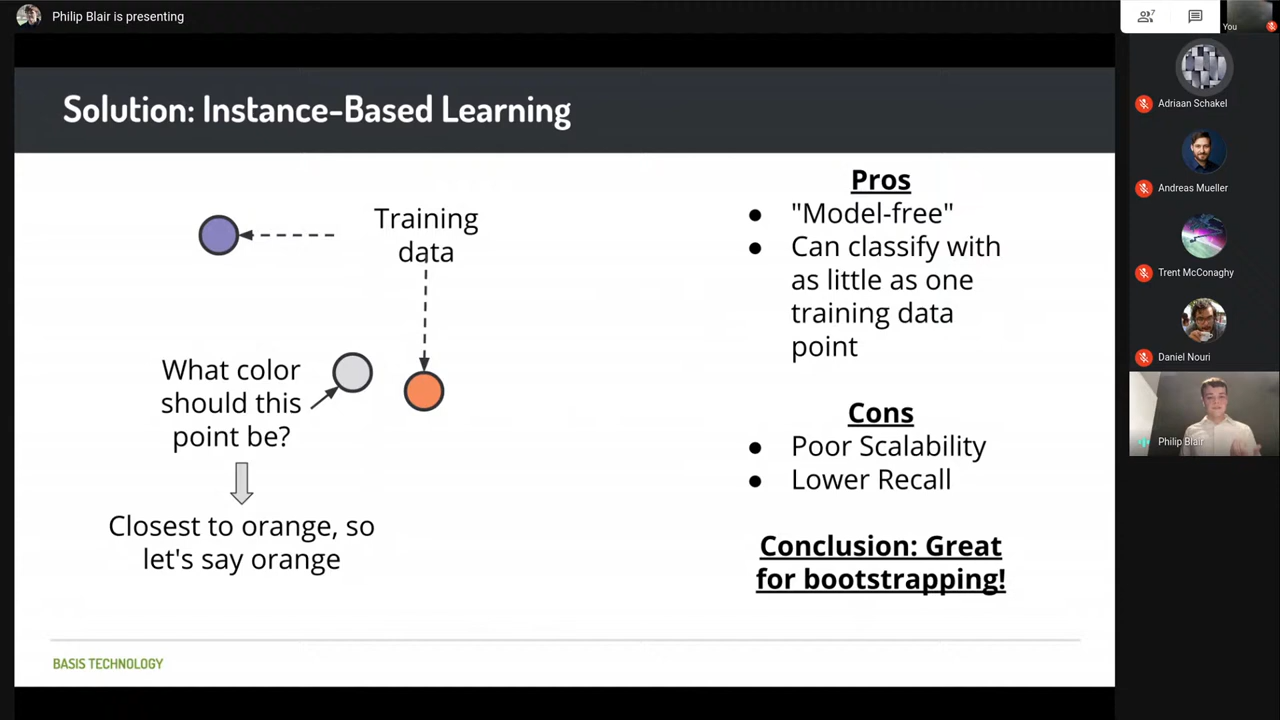 Philip Blair is presenting
7
You
Solution: Instance-Based Learning
Training
data
What color
should this
point be?
Closest to orange, so
let's say orange
Pros
● "Model-free"
● Can classify with
as little as one
training data
point
Cons
● Poor Scalability
● Lower Recall
Conclusion: Great
for bootstrapping!
BASIS TECHNOLOGY
Adriaan Schakel
Andreas Mueller
Trent McConaghy
Daniel Nouri
Philip Blair